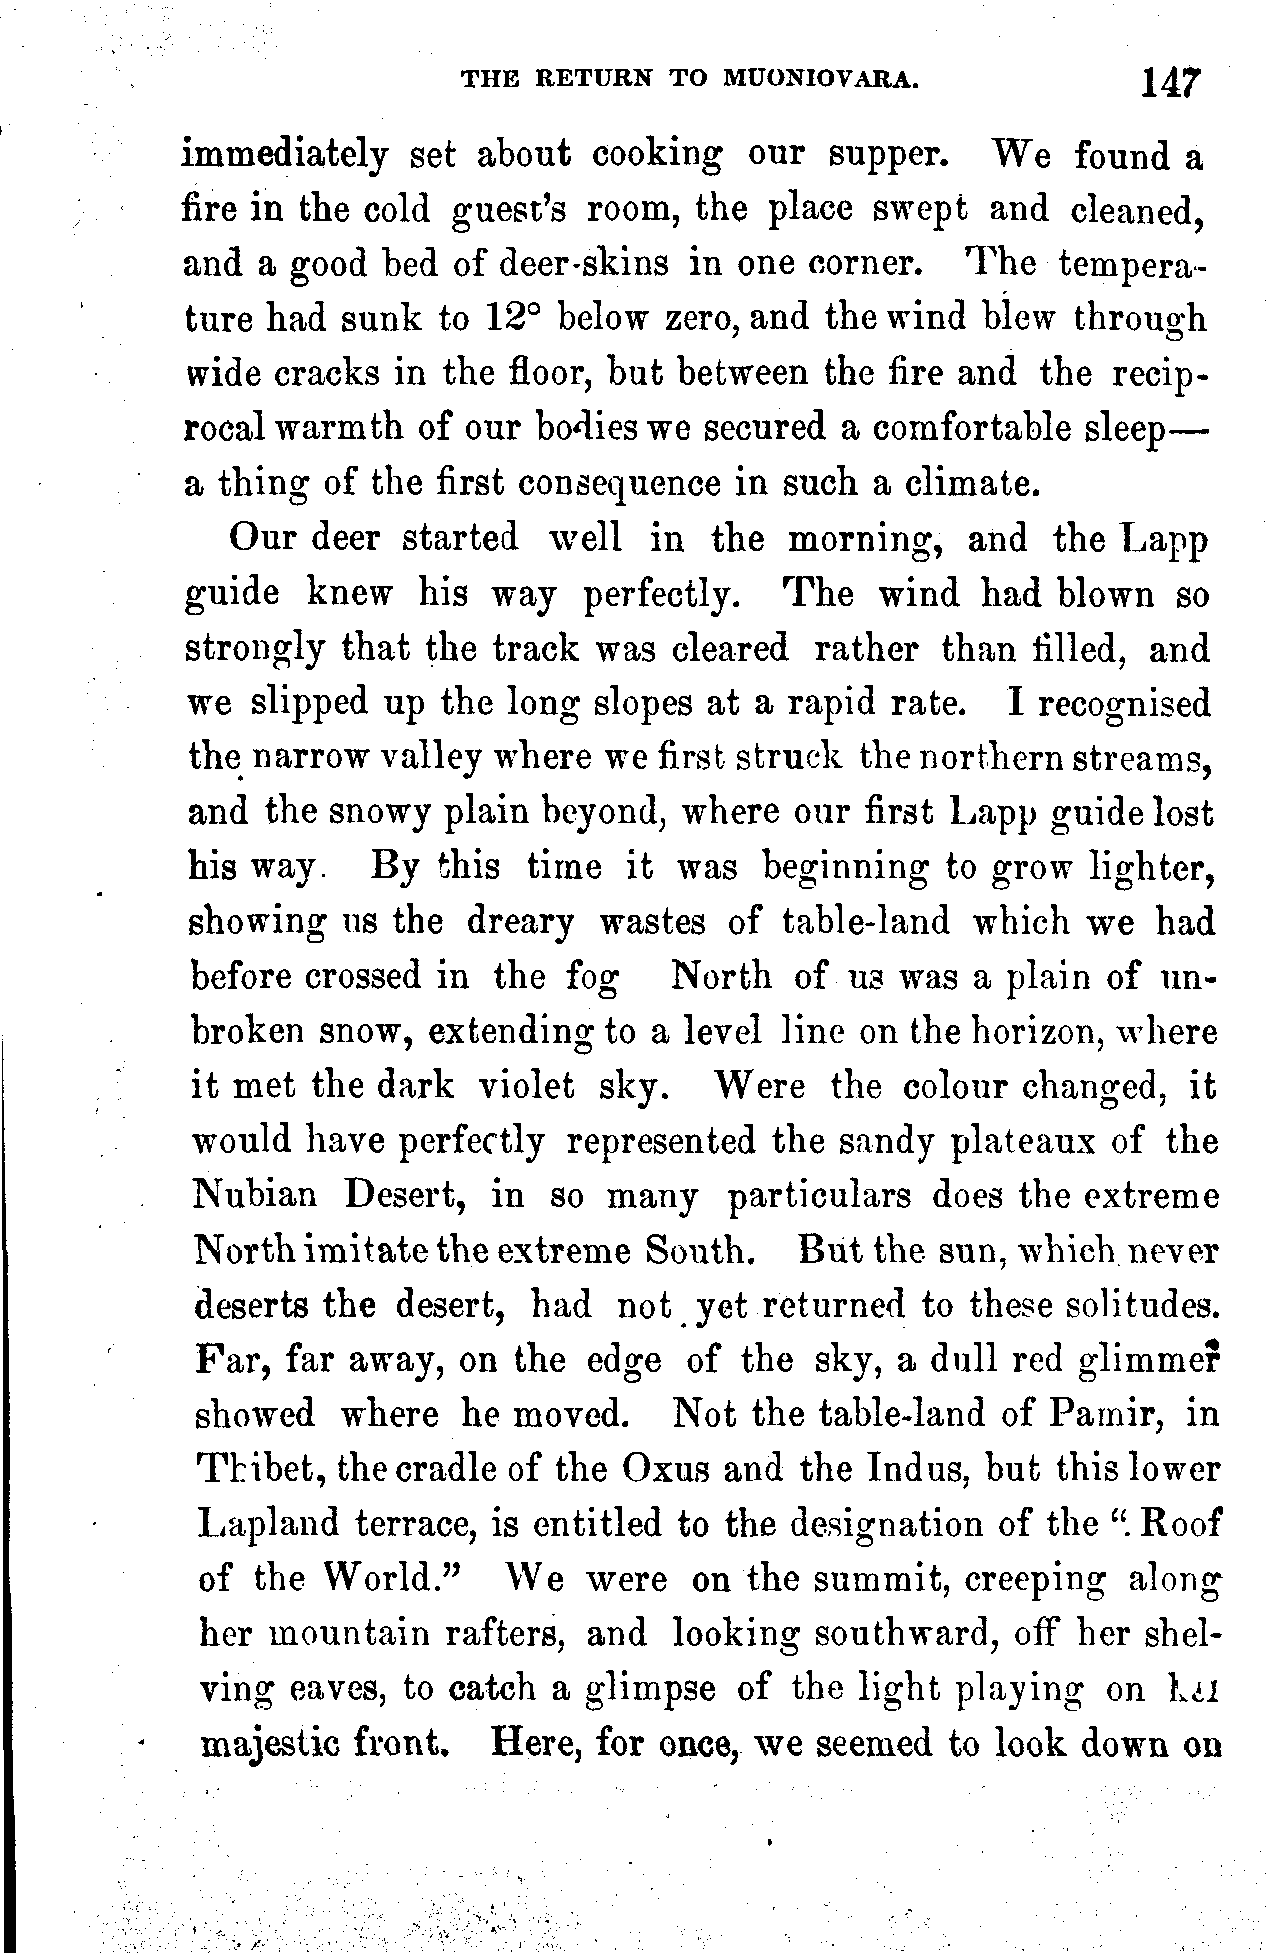 THE RETURN TO MUONIOVARA. 147
immediately set about cooking our supper. We found a
fire in the cold guest's room, the place swept and cleaned,
and a good bed of deer-skins in one corner. The tempera-
ture had sunk to 12° below zero, and the wind blew through
wide cracks in the floor, but between the fire and the recip-
rocal warmth of our bodies we secured a comfortable sleep—
a thing of the first consequence in such a climate.
Our deer started well in the morning, and the Lapp
guide knew his way perfectly. The wind had blown so
strongly that the track was cleared rather than filled, and
we slipped up the long slopes at a rapid rate. I recognised
the narrow valley where we first struck the northern streams,
and the snowy plain beyond, where our first Lapp guide lost
his way. By this time it was beginning to grow lighter,
showing us the dreary wastes of table-land which we had
before crossed in the fog North of us was a plain of un-
broken snow, extending to a level line on the horizon, where
it met the dark violet sky. Were the colour changed, it
would have perfectly represented the sandy plateaux of the
Nubian Desert, in so many particulars does the extreme
North imitate the extreme South. But the sun, which never
deserts the desert, had not yet returned to these solitudes.
Far, far away, on the edge of the sky, a dull red glimmer
showed where he moved. Not the table-land of Pamir, in
Thibet, the cradle of the Oxus and the Indus, but this lower
Lapland terrace, is entitled to the designation of the "Roof
of the World." We were on the summit, creeping along
her mountain rafters, and looking southward, off her shel-
ving eaves, to catch a glimpse of the light playing on
majestic front. Here, for once, we seemed to look down on